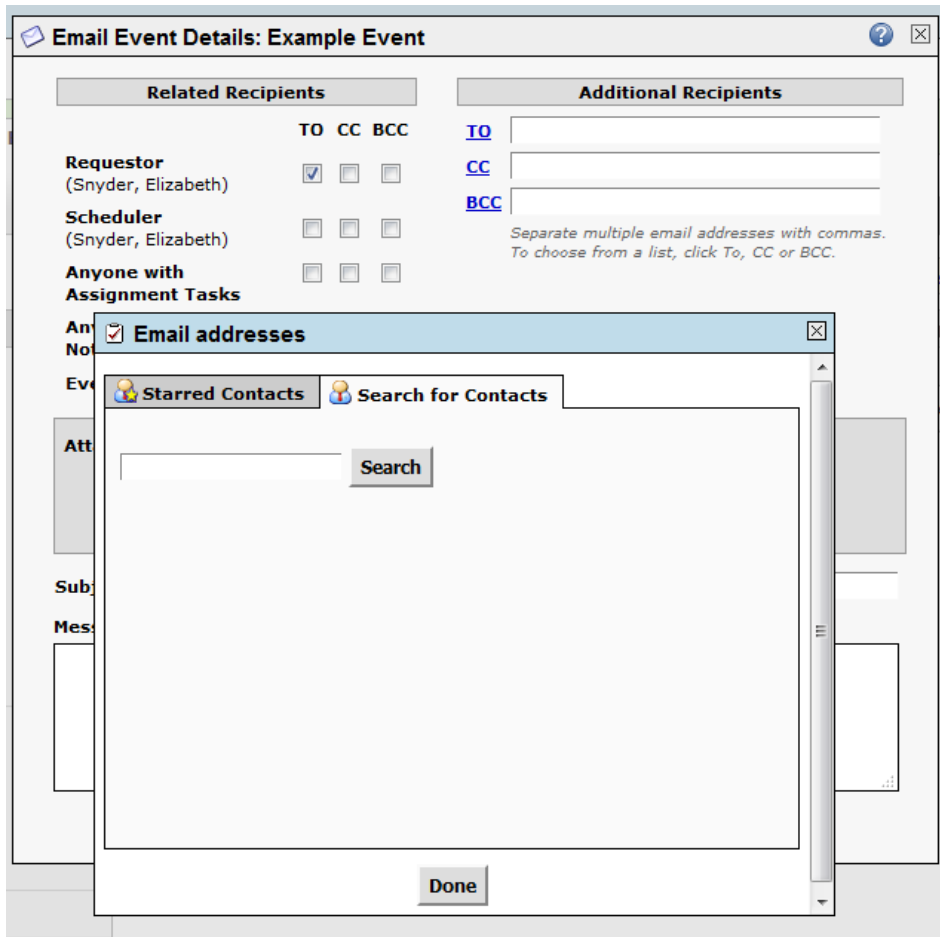 Email Event Details: Example Event
?
Related Recipients
TO CC BCC
Requestor
(Snyder, Elizabeth)
Scheduler
(Snyder, Elizabeth)
Anyone with
Assignment Tasks
Additional Recipients
TO
CC
BCC
Separate multiple email addresses with commas.
To choose from a list, click To, CC or BCC.
Email addresses
Starred Contacts
Search for Contacts
Search
Done